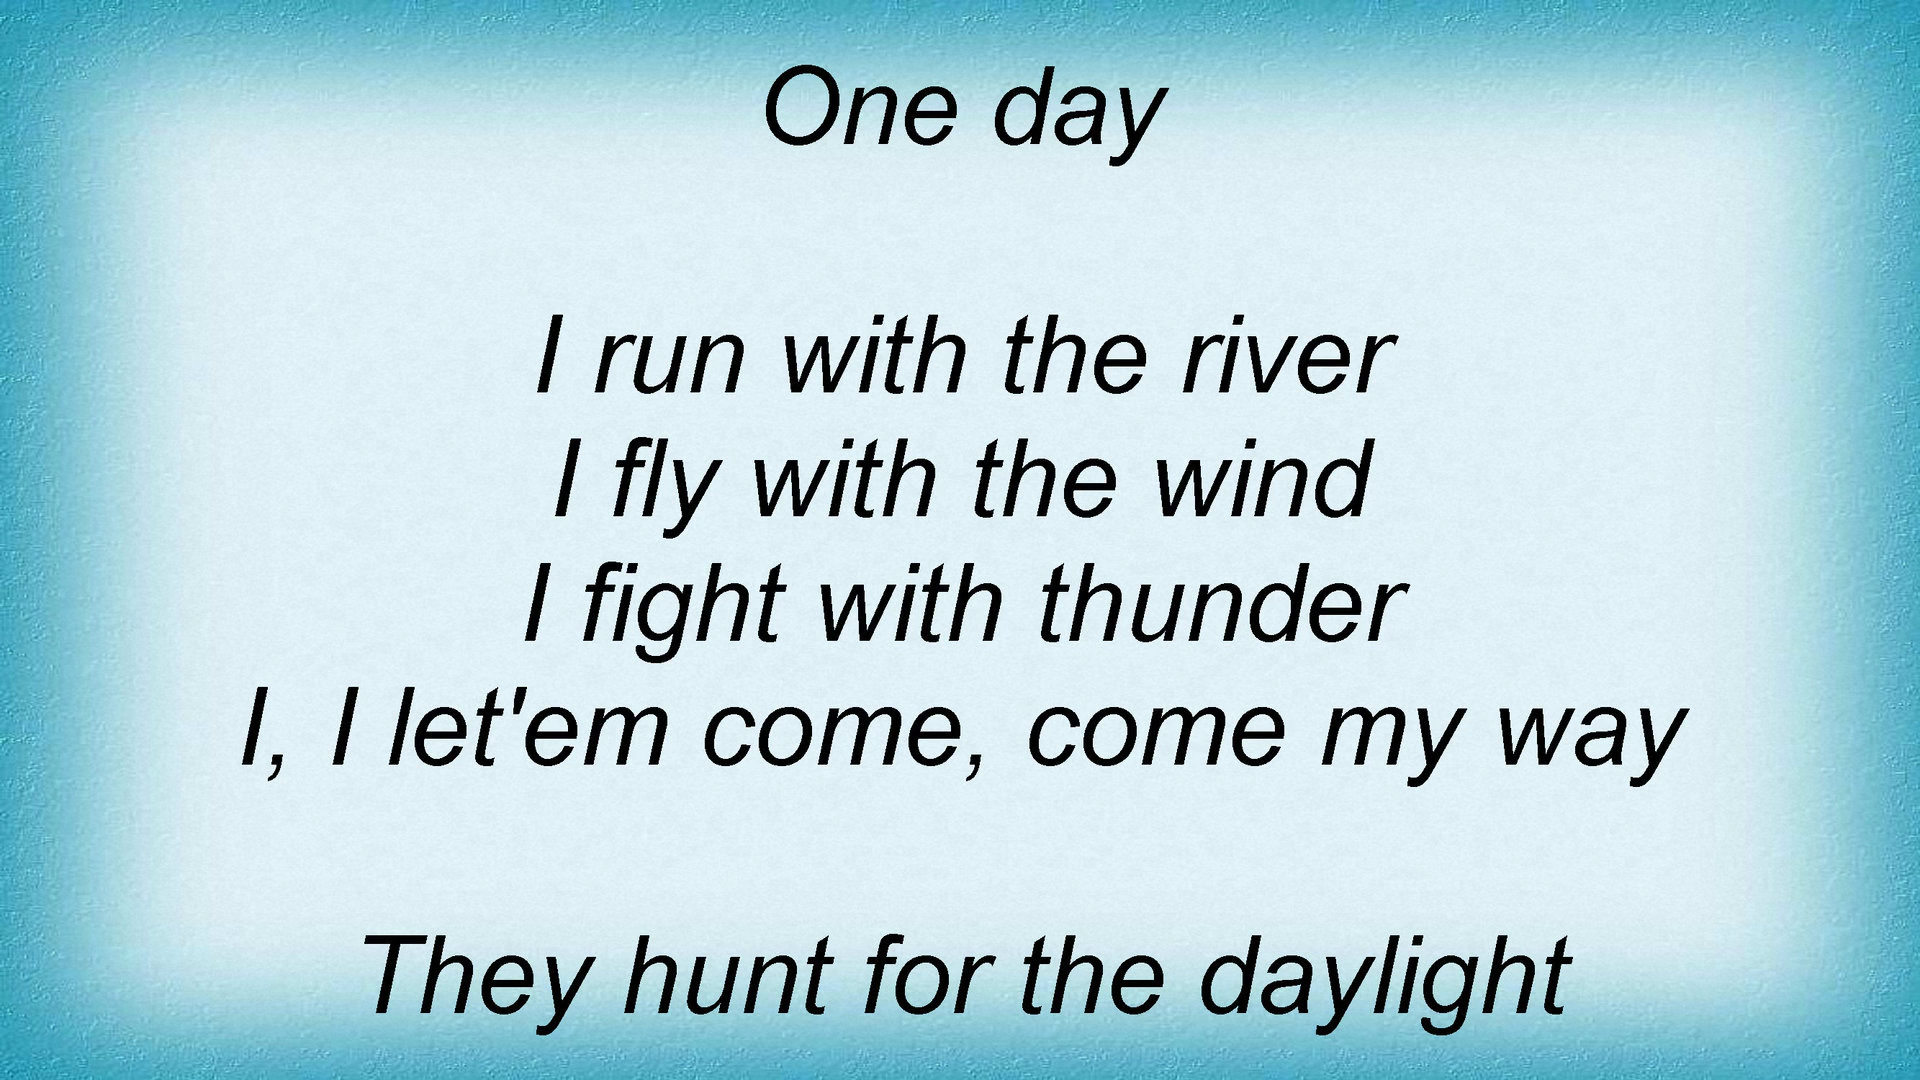 One day
I run with the river
I fly with the wind
I fight with thunder
I, I let'em come, come my way
They hunt for the daylight